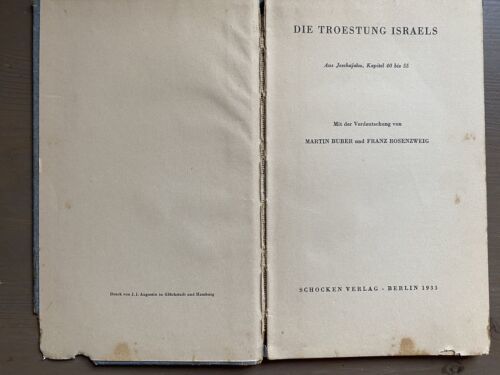 Druck von J. J. Augustin in Glückstadt und Hamburg
DIE TROESTUNG ISRAELS
Aus Jeschajahu, Kapitel 40 bis 55
Mit der Verdeutschung von
MARTIN BUBER und FRANZ ROSENZWEIG
SCHOCKEN VERLAG - BERLIN 1933